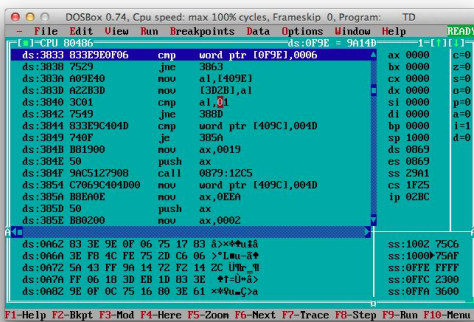 DOSBox 0.74, Cpu speed: max 100% cycles, Frameskip 0, Program: TD
File Edit View Run Breakpoints Data Options Window Help READY
[■]=CPU 80486 ds:0F9E = 9A14 1=[↑][↓]
ds:3833 833E9E0F06 cmp word ptr [0F9E],0006
ds:3838 7529 jne 3863
ds:383A A09E40 mov al,[409E]
ds:383D A22B3D mov [3D2B],al
ds:3840 3C01 cmp al,01
ds:3842 7549 jne 388D
ds:3844 833E9C404D cmp word ptr [409C],004D
ds:3849 740F je 385A
ds:384B B81900 mov ax,0019
ds:384E 50 push ax
ds:384F 9AC5127908 call 0879:12C5
ds:3854 C7069C404D00 mov word ptr [409C],004D
ds:385A B8EA0E mov ax,0EEA
ds:385D 50 push ax
ds:385E B80200 mov ax,0002
ax 0000 c=0
bx 0000 z=0
cx 0000 s=0
dx 0000 o=0
si 0000 p=0
di 0000 a=0
bp 0000 i=1
sp 1000 d=0
ds 0869
es 0869
ss 29A1
cs 1F25
ip 02BC
ds:0A62 83 3E 9E 0F 06 75 17 83
ds:0A6A 3E F8 4C FE 75 2D C6 06
ds:0A72 5A 43 FF 9A 14 72 F7 14 2C
ds:0A7A FF 06 18 3D EB 1D 83 3E
ds:0A82 9E 0F 0C 75 16 80 3E 61
ss:1002 75C6
ss:1000►75AF
ss:0FFE FFFF
ss:0FFC 2300
ss:0FFA 3600
F1-Help F2-Bkpt F3-Mod F4-Here F5-Zoom F6-Next F7-Trace F8-Step F9-Run F10-Menu